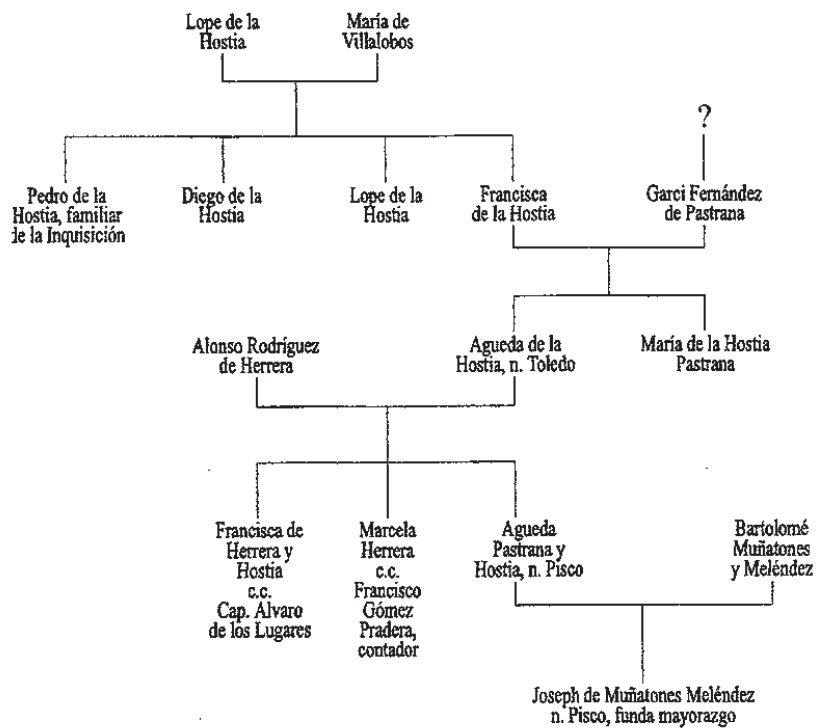 Lope de la
Hostia
María de
Villalobos
?
Pedro de la
Hostia, familiar
de la Inquisición
Diego de la
Hostia
Lope de la
Hostia
Francisca
de la Hostia
Garci Fernández
de Pastrana
Alonso Rodríguez
de Herrera
Agueda de la
Hostia, n. Toledo
María de la Hostia
Pastrana
Francisca de
Herrera y
Hostia
c.c.
Cap. Alvaro
de los Lugares
Marcela
Herrera
c.c.
Francisco
Gómez
Pradera,
contador
Agueda
Pastrana y
Hostia, n. Pisco
Bartolomé
Muñatones
y Meléndez
Joseph de Muñatones Meléndez
n. Pisco, funda mayorazgo